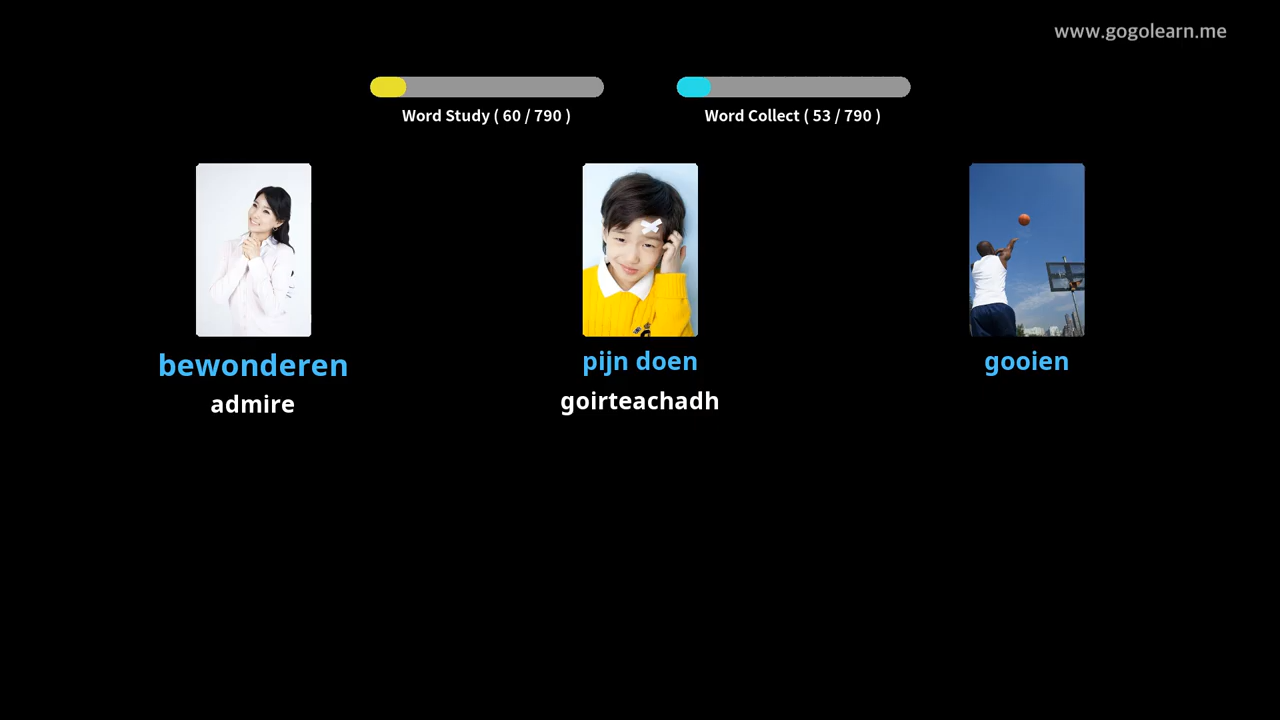 www.gogolearn.me
Word Study ( 60 / 790 )
Word Collect ( 53 / 790 )
bewonderen
admire
pijn doen
goirteachadh
gooien